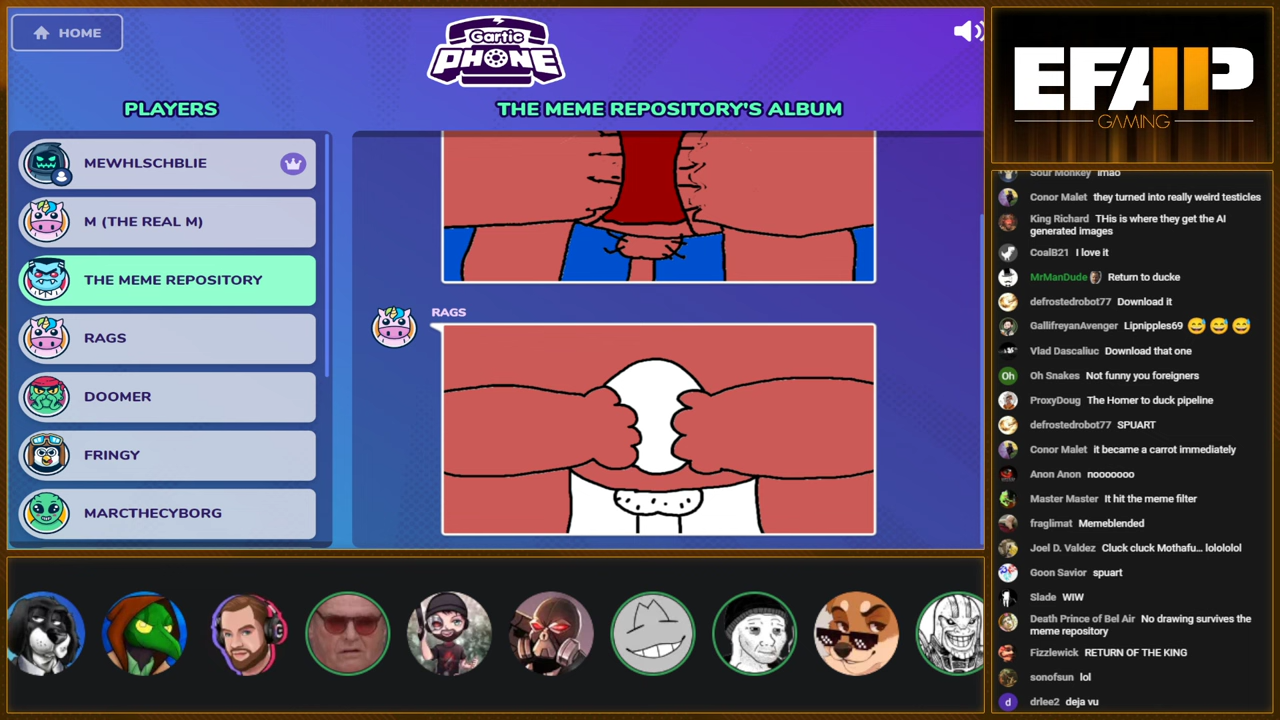 HOME
Gartic
PHONE
PLAYERS
THE MEME REPOSITORY'S ALBUM
MEWHLSCHBLIE
M (THE REAL M)
THE MEME REPOSITORY
RAGS
DOOMER
FRINGY
MARCTHECYBORG
RAGS
EFAP
GAMING
Sour Monkey lmao
Conor Malet they turned into really weird testicles
King Richard THis is where they get the AI
generated images
CoalB21 I love it
MrManDude Return to ducke
defrostedrobot77 Download it
GallifreyanAvenger Lipnipples69 😅 😅 😅
Vlad Dascaliuc Download that one
Oh
Oh Snakes Not funny you foreigners
ProxyDoug The Homer to duck pipeline
defrostedrobot77 SPUART
Conor Malet it became a carrot immediately
Anon Anon nooooooo
Master Master It hit the meme filter
fraglimat Memeblended
Joel D. Valdez Cluck cluck Mothafu... lolololol
Goon Savior spuart
Slade WIW
Death Prince of Bel Air No drawing survives the
meme repository
Fizzlewick RETURN OF THE KING
sonofsun lol
d
drlee2 deja vu